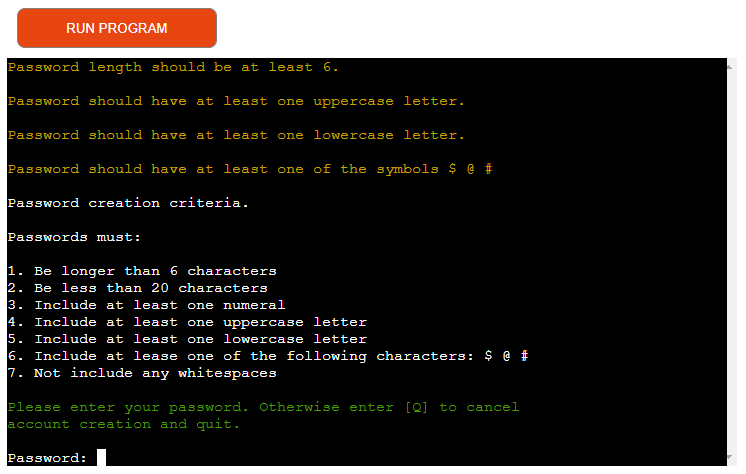 RUN PROGRAM
Password length should be at least 6.
Password should have at least one uppercase letter.
Password should have at least one lowercase letter.
Password should have at least one of the symbols $ @ #
Password creation criteria.
Passwords must:
1. Be longer than 6 characters
2. Be less than 20 characters
3. Include at least one numeral
4. Include at least one uppercase letter
5. Include at least one lowercase letter
6. Include at lease one of the following characters: $ @ #
7. Not include any whitespaces
Please enter your password. Otherwise enter [Q] to cancel
account creation and quit.
Password: